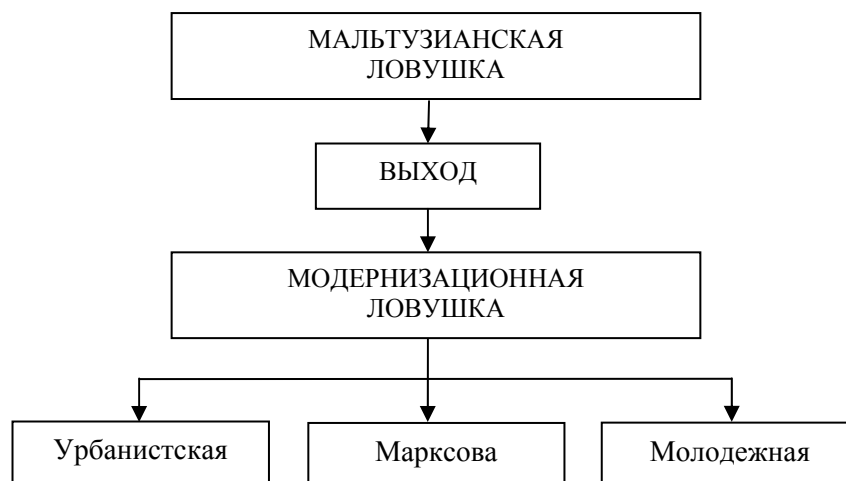 МАЛЬТУЗИАНСКАЯ
ЛОВУШКА
ВЫХОД
МОДЕРНИЗАЦИОННАЯ
ЛОВУШКА
Урбанистская
Марксова
Молодежная